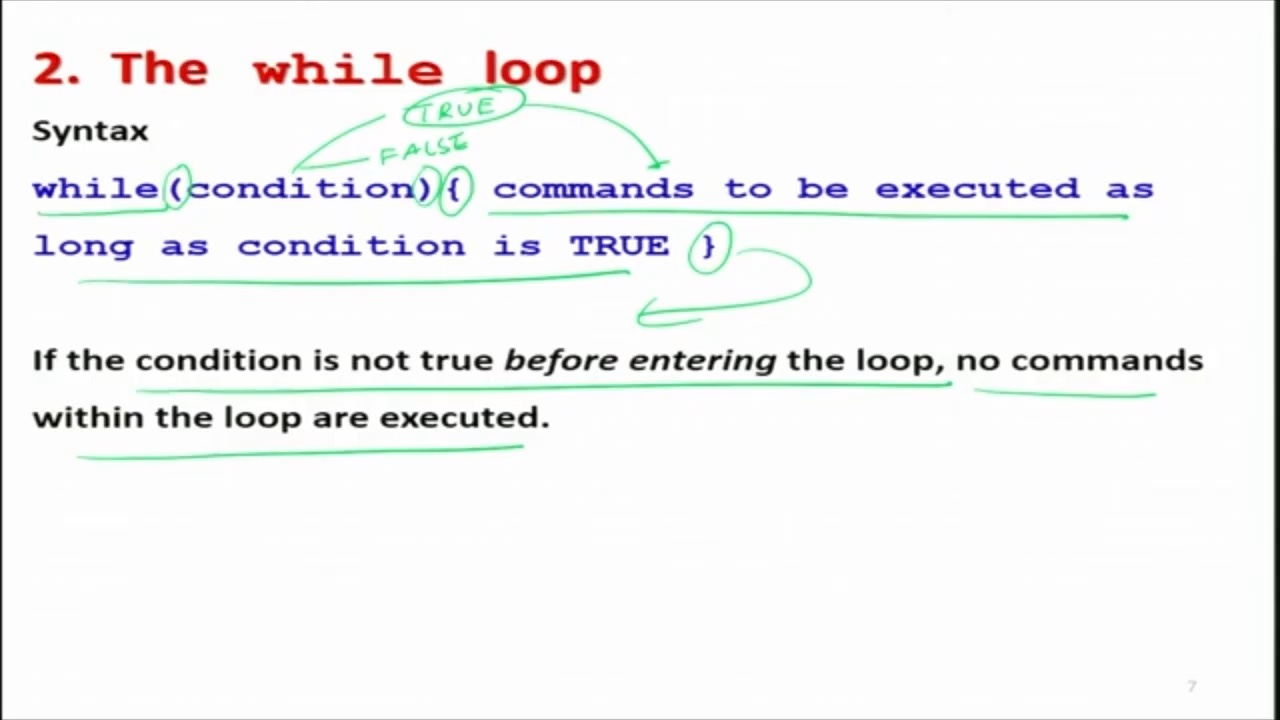 2. The while loop
TRUE
Syntax
FALSE
while(condition){ commands to be executed as
long as condition is TRUE }
If the condition is not true before entering the loop, no commands
within the loop are executed.
7